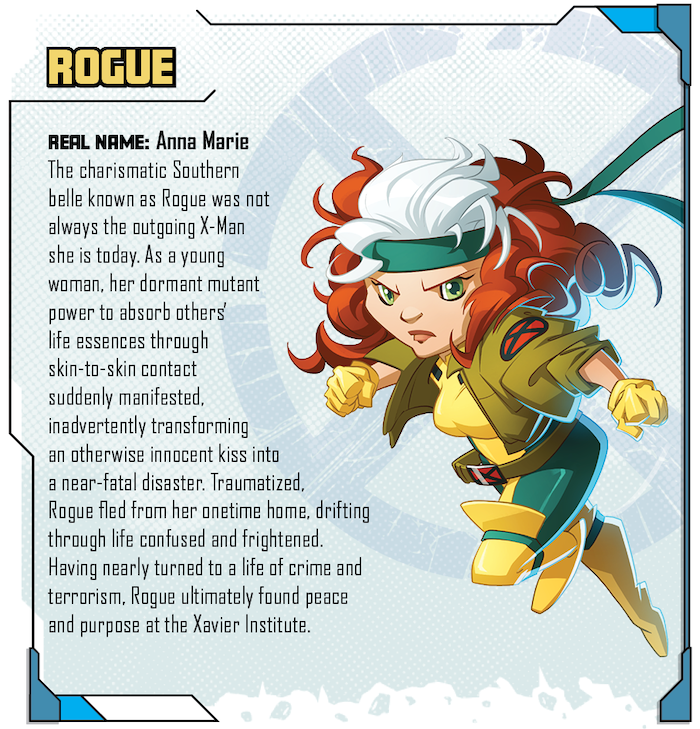 ROGUE
REAL NAME: Anna Marie
The charismatic Southern
belle known as Rogue was not
always the outgoing X-Man
she is today. As a young
woman, her dormant mutant
power to absorb others'
life essences through
skin-to-skin contact
suddenly manifested,
inadvertently transforming
an otherwise innocent kiss into
a near-fatal disaster. Traumatized,
Rogue fled from her onetime home, drifting
through life confused and frightened.
Having nearly turned to a life of crime and
terrorism, Rogue ultimately found peace
and purpose at the Xavier Institute.